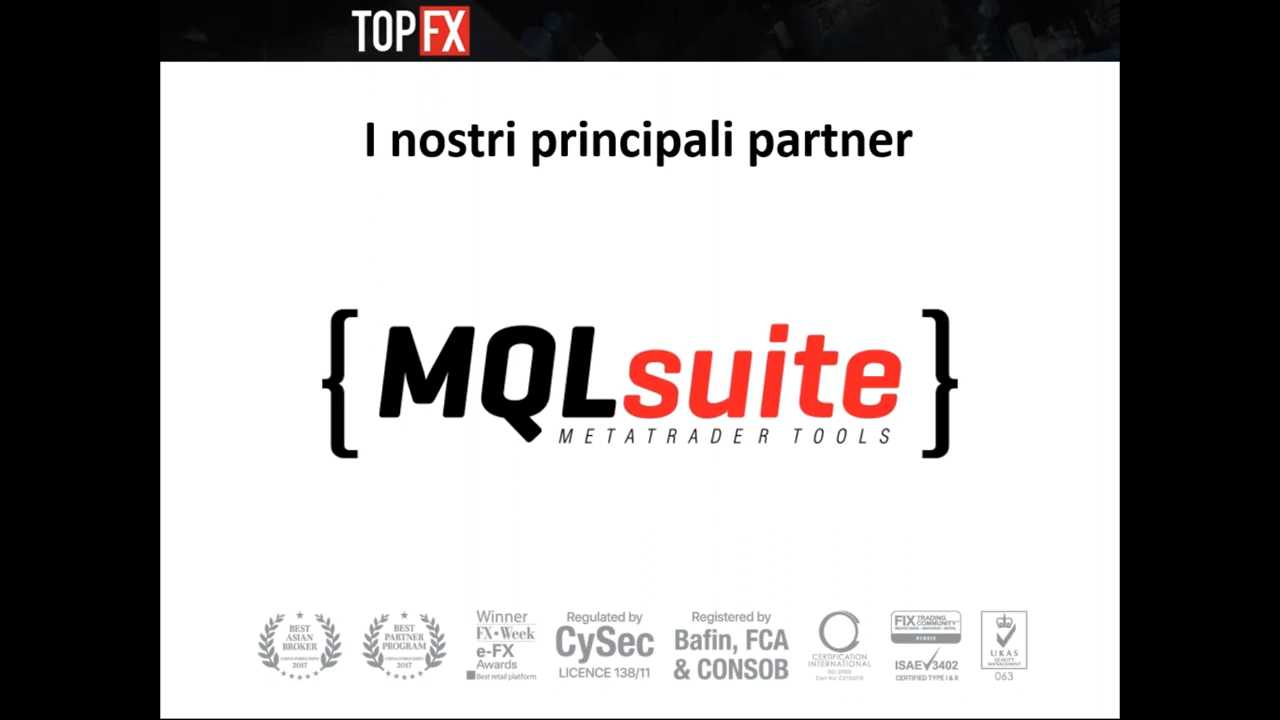 TOPFX
I nostri principali partner
{MQLsuite}
METATRADER TOOLS
BEST
ASIAN
BROKER
2017
BEST
PARTNER
PROGRAM
2017
Winner
FX•Week
e-FX
Awards
Best retail platform
Regulated by
CySec
LICENCE 138/11
Registered by
Bafin, FCA
& CONSOB
CERTIFICATION
INTERNATIONAL
FIX TRADING
COMMUNITY
MEMBER
ISAE 3402
CERTIFIED TYPE I & II
UKAS
QUALITY
MANAGEMENT
063